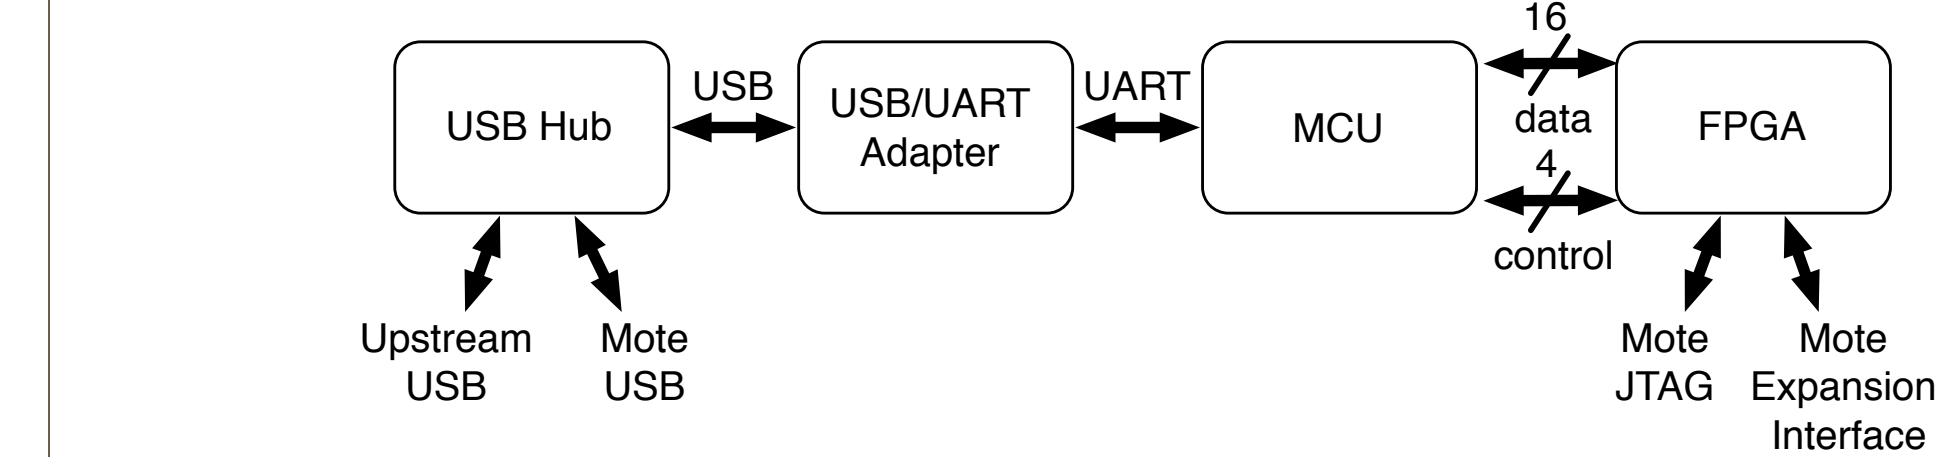 USB Hub
USB
USB/UART
Adapter
UART
MCU
16
data
4
control
FPGA
Upstream
USB
Mote
USB
Mote
JTAG
Mote
Expansion
Interface